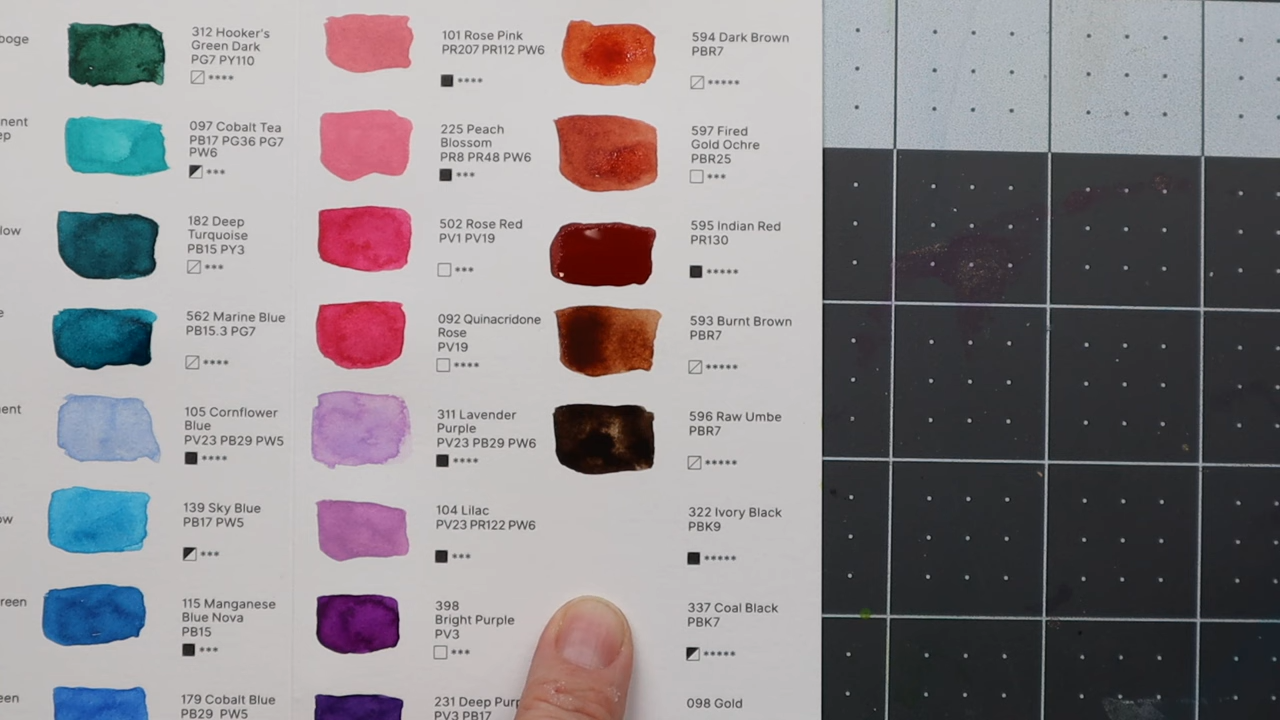 312 Hooker's
Green Dark
PG7 PY110
****
097 Cobalt Tea
PB17 PG36 PG7
PW6
***
182 Deep
Turquoise
PB15 PY3
***
562 Marine Blue
PB15.3 PG7
****
105 Cornflower
Blue
PV23 PB29 PW5
****
139 Sky Blue
PB17 PW5
***
115 Manganese
Blue Nova
PB15
***
179 Cobalt Blue
PB29 PW5
101 Rose Pink
PR207 PR112 PW6
****
225 Peach
Blossom
PR8 PR48 PW6
***
502 Rose Red
PV1 PV19
***
092 Quinacridone
Rose
PV19
****
311 Lavender
Purple
PV23 PB29 PW6
****
104 Lilac
PV23 PR122 PW6
***
398
Bright Purple
PV3
***
231 Deep Purp
PV3 PB17
594 Dark Brown
PBR7
*****
597 Fired
Gold Ochre
PBR25
***
595 Indian Red
PR130
*****
593 Burnt Brown
PBR7
*****
596 Raw Umbe
PBR7
*****
322 Ivory Black
PBK9
*****
337 Coal Black
PBK7
*****
098 Gold